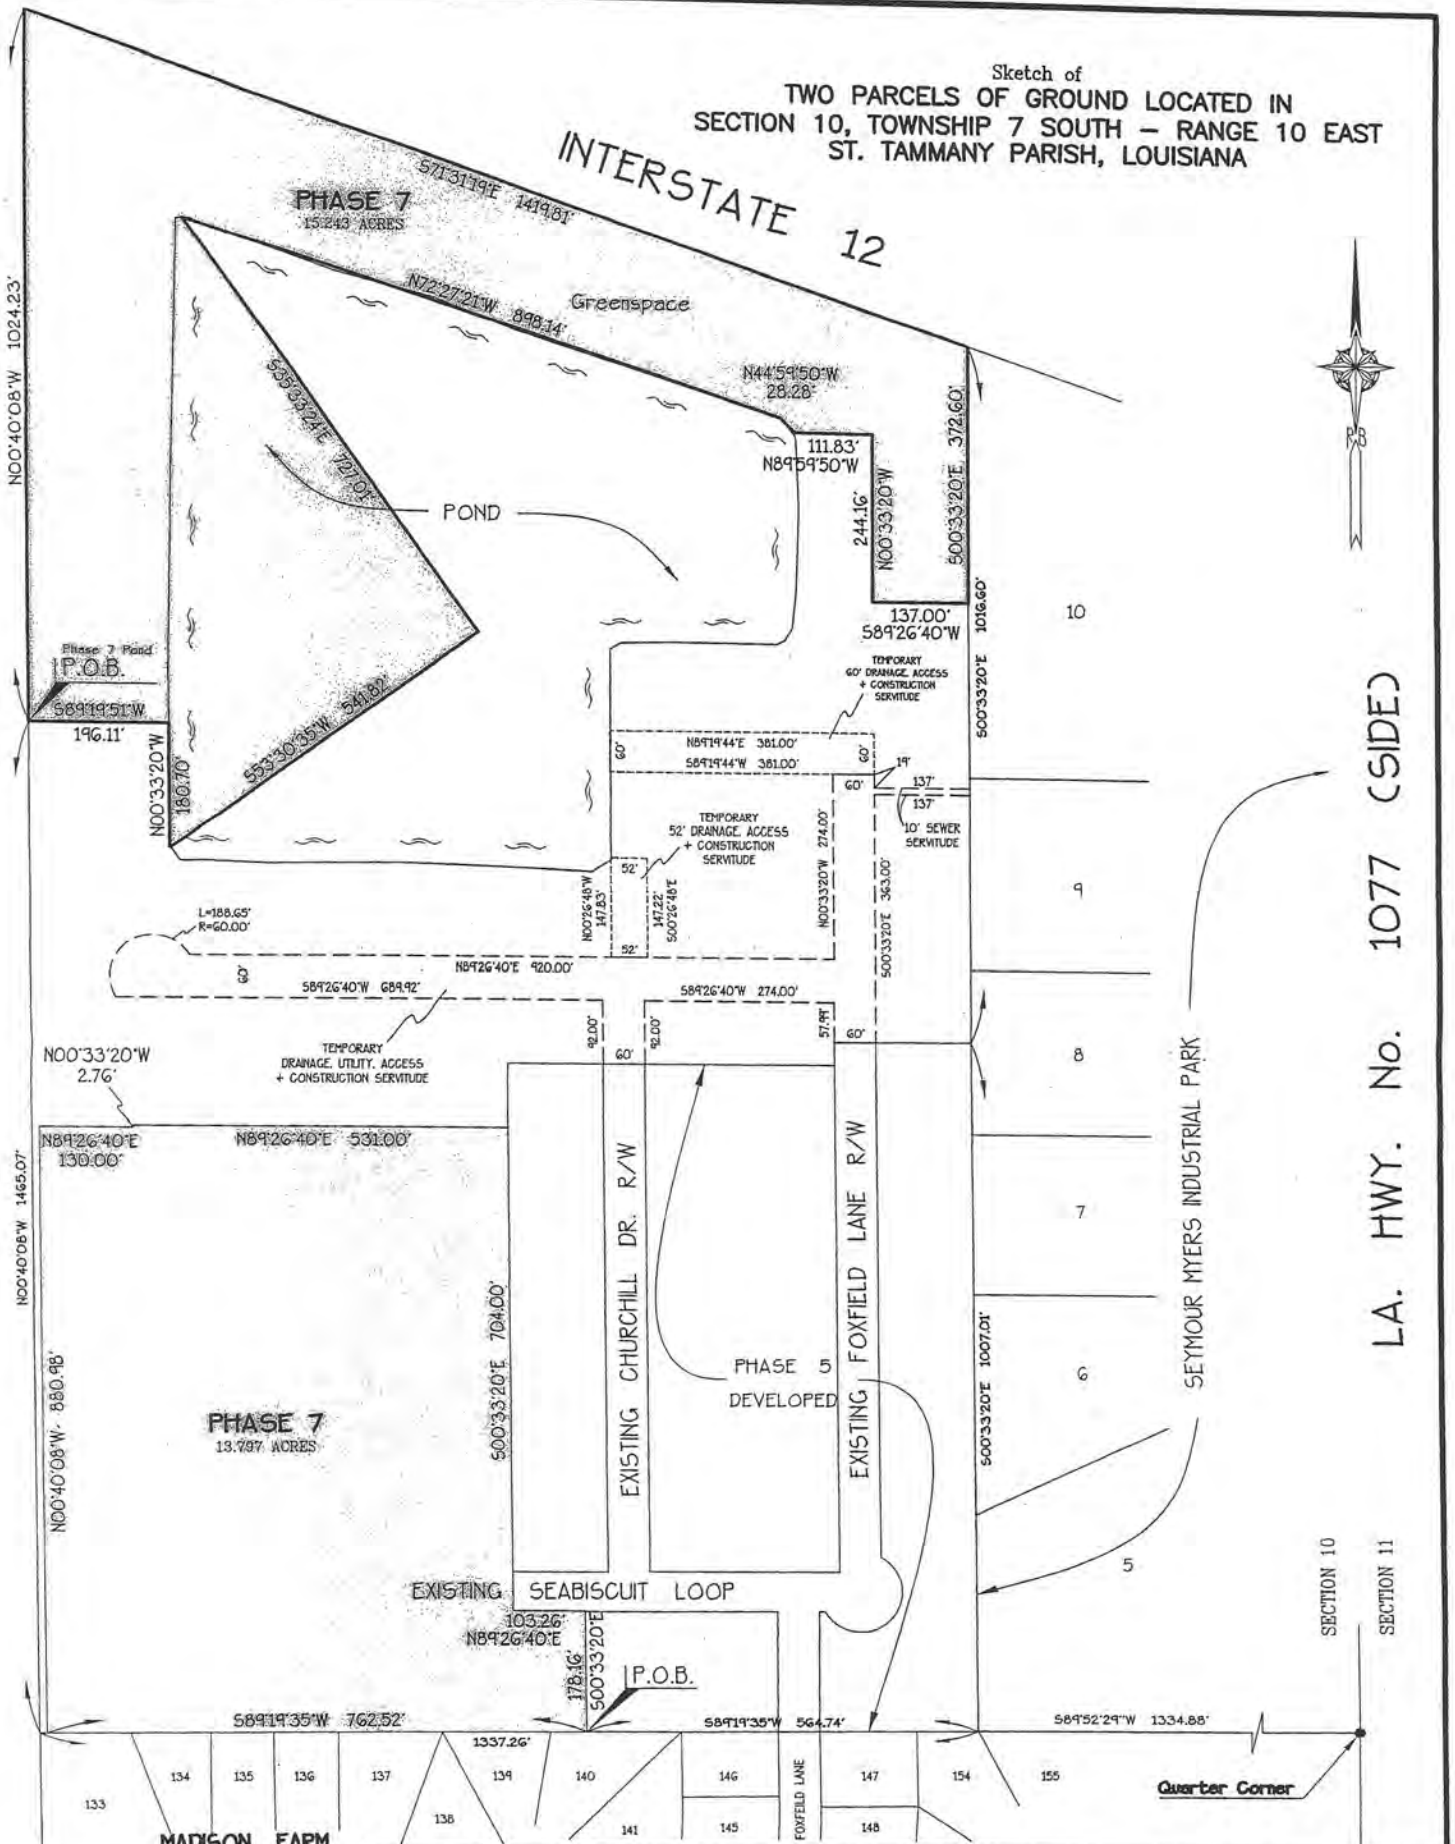 Sketch of
TWO PARCELS OF GROUND LOCATED IN
SECTION 10, TOWNSHIP 7 SOUTH – RANGE 10 EAST
ST. TAMMANY PARISH, LOUISIANA
INTERSTATE 12
S71°31'19"E 1419.81'
PHASE 7
15.243 ACRES
N00°40'08"W 1024.23'
N72°27'21"W 898.14'
Greenspace
N44°59'50"W
28.28'
111.83'
N89°59'50"W
244.16'
N00°33'20"W
S00°33'20"E 372.60'
R-B
S35°33'24"E 727.01'
POND
137.00'
S89°26'40"W
S00°33'20"E 1016.60'
10
Phase 7 Pond
P.O.B.
S89°19'51"W
196.11'
N00°33'20"W
180.70'
S53°30'35"W 541.82'
TEMPORARY
60' DRAINAGE, ACCESS
+ CONSTRUCTION
SERVITUDE
60'
N89°19'44"E 381.00'
S89°19'44"W 381.00'
60'
19'
60'
137'
137'
10' SEWER
SERVITUDE
TEMPORARY
52' DRAINAGE, ACCESS
+ CONSTRUCTION
SERVITUDE
N00°33'20"W 274.00'
S00°33'20"E 363.00'
9
52'
N00°26'48"W
147.83'
147.22'
S00°26'48"E
52'
L=188.65'
R=60.00'
60'
N89°26'40"E 920.00'
S89°26'40"W 689.92'
S89°26'40"W 274.00'
92.00'
92.00'
60'
57.99'
60'
TEMPORARY
DRAINAGE, UTILITY, ACCESS
+ CONSTRUCTION SERVITUDE
N00°33'20"W
2.76'
8
N89°26'40"E
130.00'
N89°26'40"E 531.00'
N00°40'08"W 1465.07'
7
EXISTING CHURCHILL DR. R/W
EXISTING FOXFIELD LANE R/W
SEYMOUR MYERS INDUSTRIAL PARK
LA. HWY. No. 1077 (SIDE)
S00°33'20"E 704.00'
S00°33'20"E 1007.01'
PHASE 5
DEVELOPED
6
N00°40'08"W 880.98'
PHASE 7
13.797 ACRES
5
SECTION 10
SECTION 11
EXISTING SEABISCUIT LOOP
103.26'
N89°26'40"E
178.16'
S00°33'20"E
P.O.B.
S89°19'35"W 762.52'
S89°19'35"W 564.74'
S89°52'29"W 1334.88'
1337.26'
Quarter Corner
133
134
135
136
137
138
139
140
141
146
145
FOXFEILD LANE
147
148
154
155
MADISON FARM